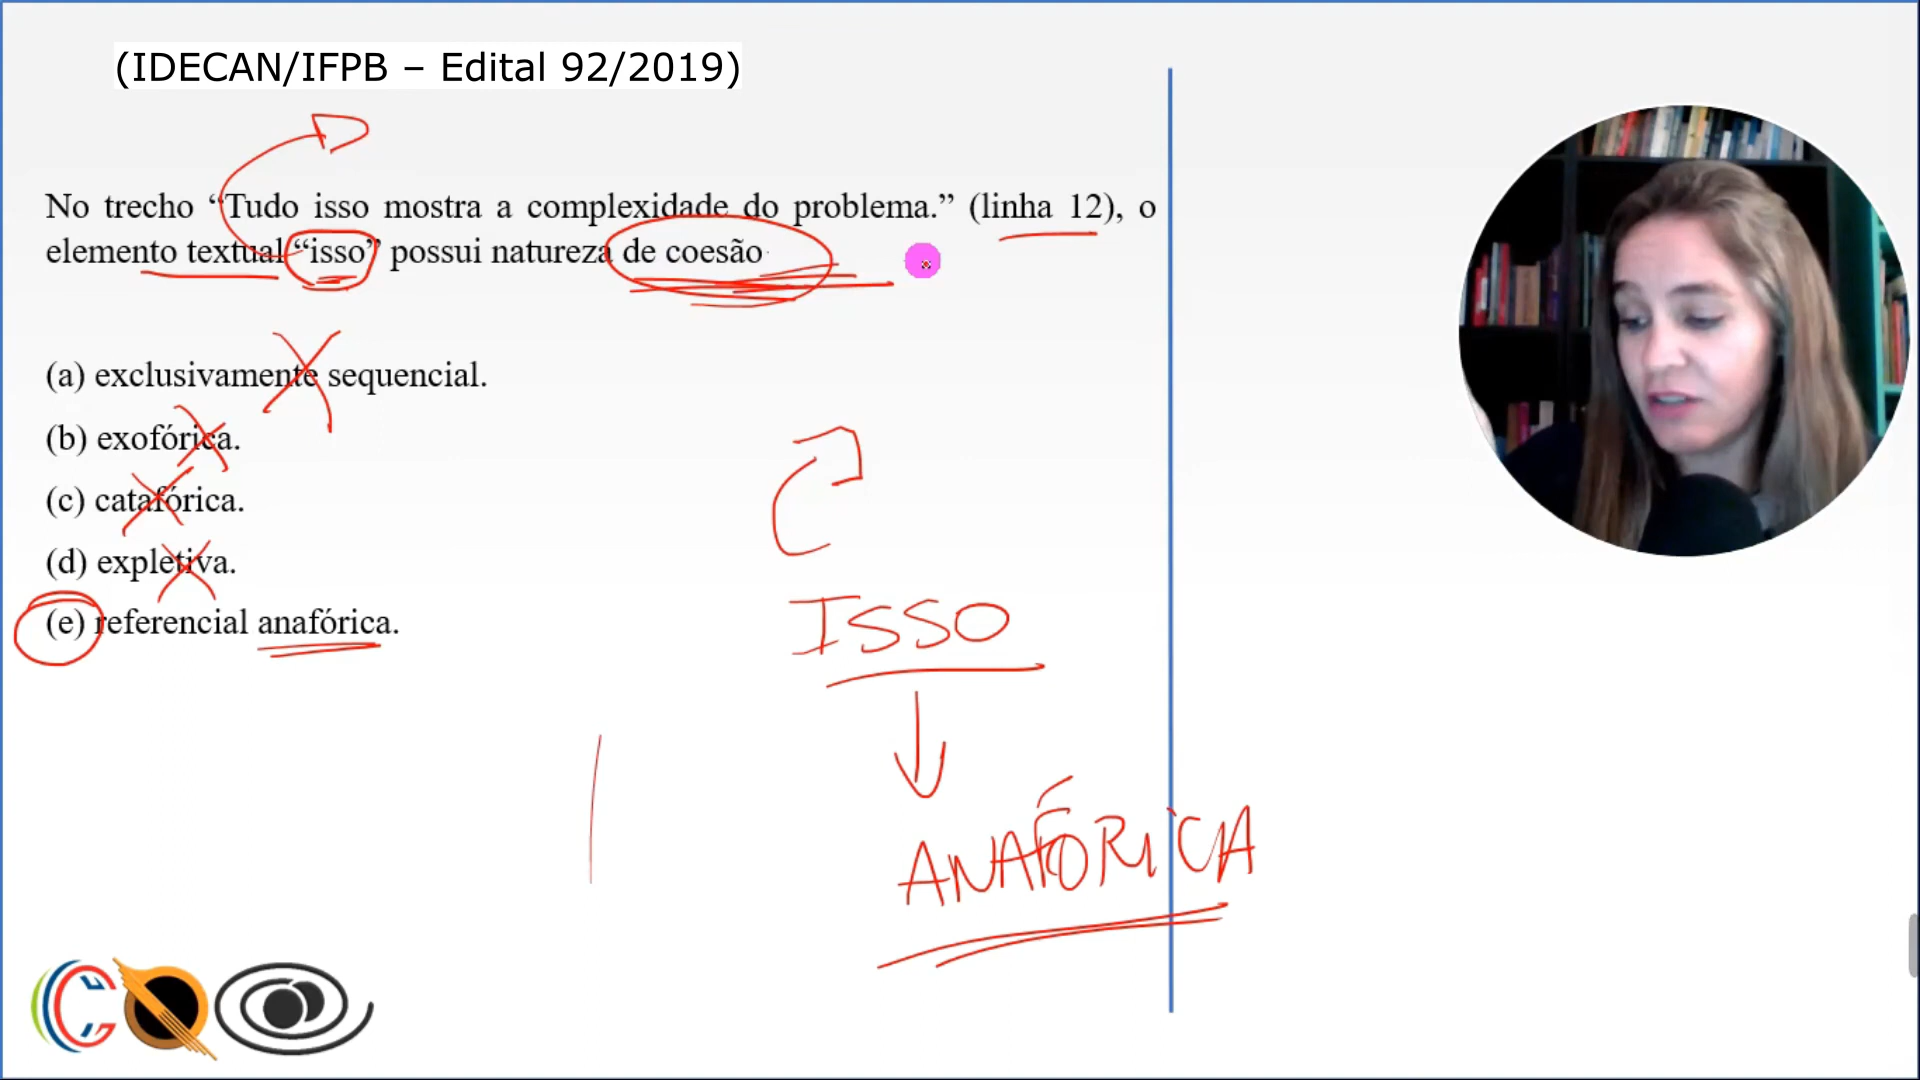 (IDECAN/IFPB – Edital 92/2019)
No trecho “Tudo isso mostra a complexidade do problema.” (linha 12), o
elemento textual “isso” possui natureza de coesão
(a) exclusivamente sequencial.
(b) exofórica.
(c) catafórica.
(d) expletiva.
(e) referencial anafórica.
ISSO
ANAFÓRICA